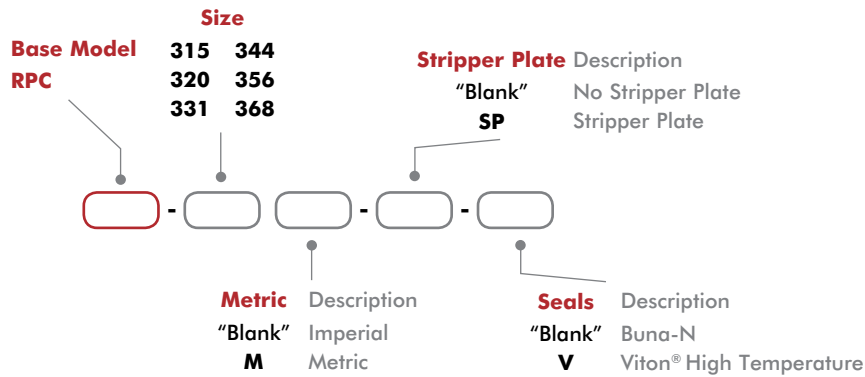 Size
Base Model
RPC
315 344
320 356
331 368
Stripper Plate Description
“Blank” No Stripper Plate
SP Stripper Plate
- - -
Metric Description
“Blank” Imperial
M Metric
Seals Description
“Blank” Buna-N
V Viton® High Temperature